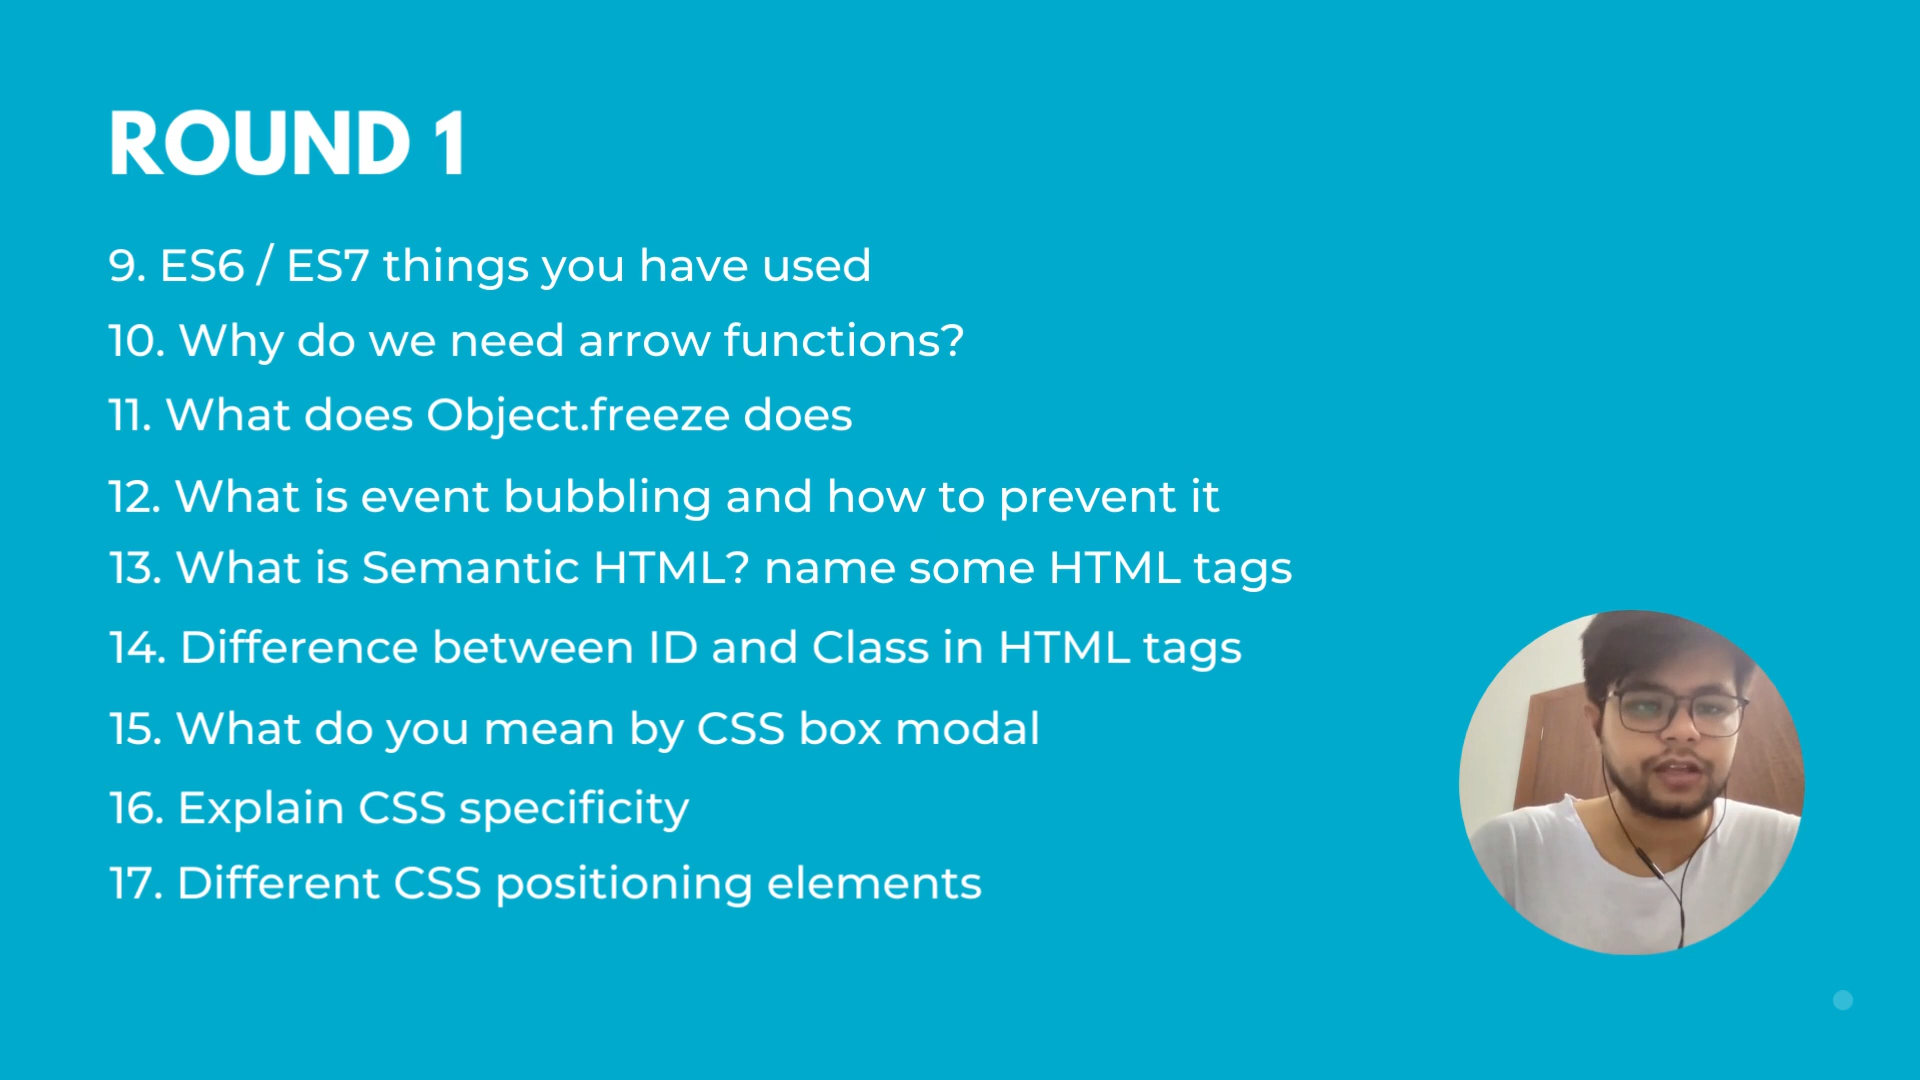 ROUND 1
9. ES6 / ES7 things you have used
10. Why do we need arrow functions?
11. What does Object.freeze does
12. What is event bubbling and how to prevent it
13. What is Semantic HTML? name some HTML tags
14. Difference between ID and Class in HTML tags
15. What do you mean by CSS box modal
16. Explain CSS specificity
17. Different CSS positioning elements